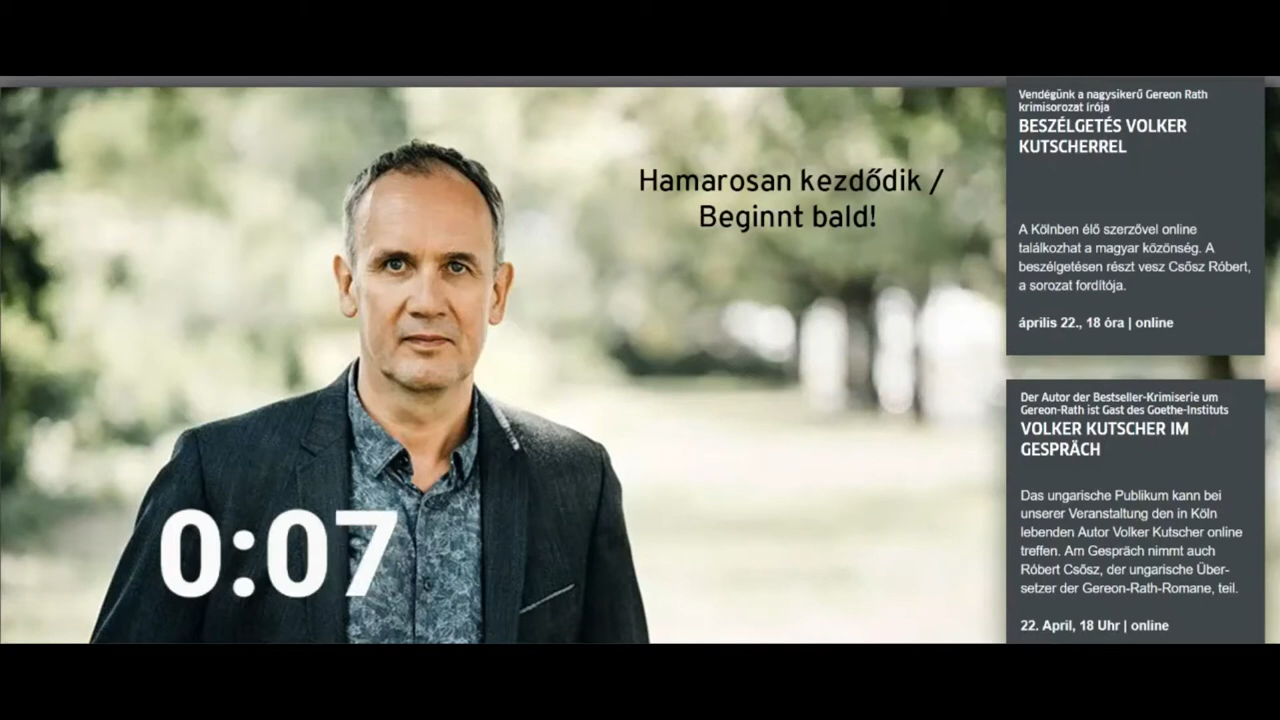 Hamarosan kezdődik /
Beginnt bald!
0:07
Vendégünk a nagysikerű Gereon Rath
krimisorozat írója
BESZÉLGETÉS VOLKER
KUTSCHERREL
A Kölnben élő szerzővel online
találkozhat a magyar közönség. A
beszélgetésen részt vesz Csősz Róbert,
a sorozat fordítója.
április 22., 18 óra | online
Der Autor der Bestseller-Krimiserie um
Gereon-Rath ist Gast des Goethe-Instituts
VOLKER KUTSCHER IM
GESPRÄCH
Das ungarische Publikum kann bei
unserer Veranstaltung den in Köln
lebenden Autor Volker Kutscher online
treffen. Am Gespräch nimmt auch
Róbert Csősz, der ungarische Über-
setzer der Gereon-Rath-Romane, teil.
22. April, 18 Uhr | online